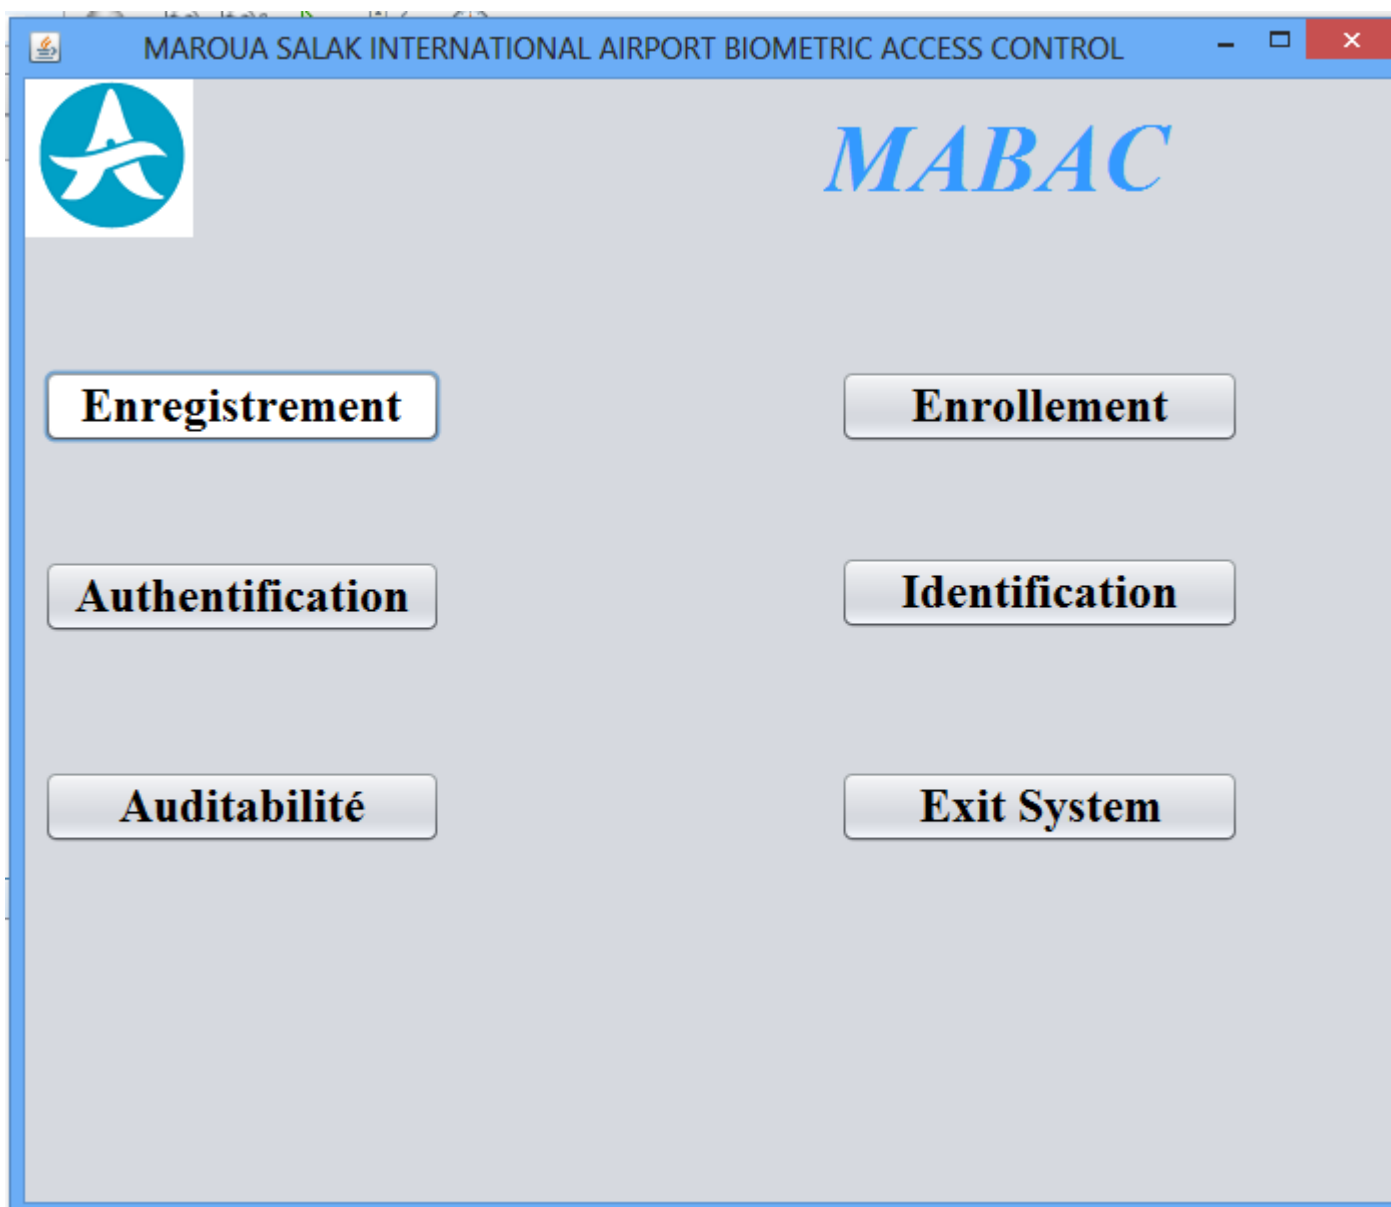 MAROUA SALAK INTERNATIONAL AIRPORT BIOMETRIC ACCESS CONTROL
MABAC
Enregistrement
Enrollement
Authentification
Identification
Auditabilité
Exit System